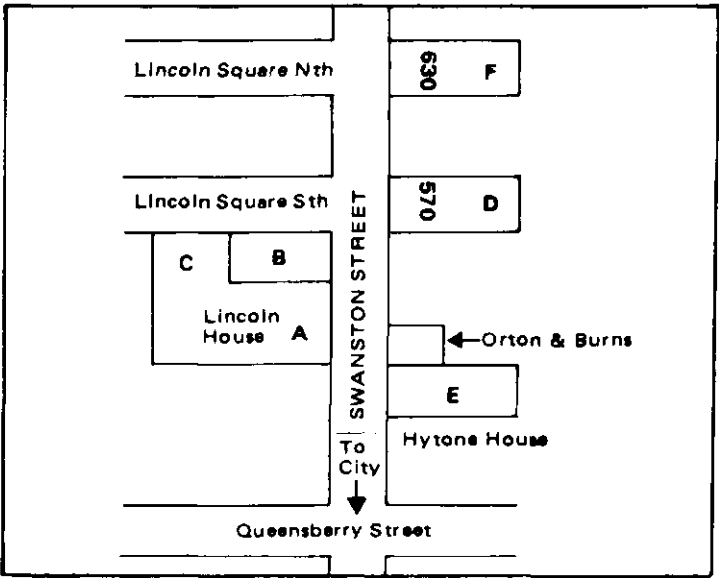 Lincoln Square Nth
630
F
Lincoln Square Sth
570
D
SWANSTON STREET
C
B
Lincoln
House A
Orton & Burns
E
Hytone House
To
City
Queensberry Street